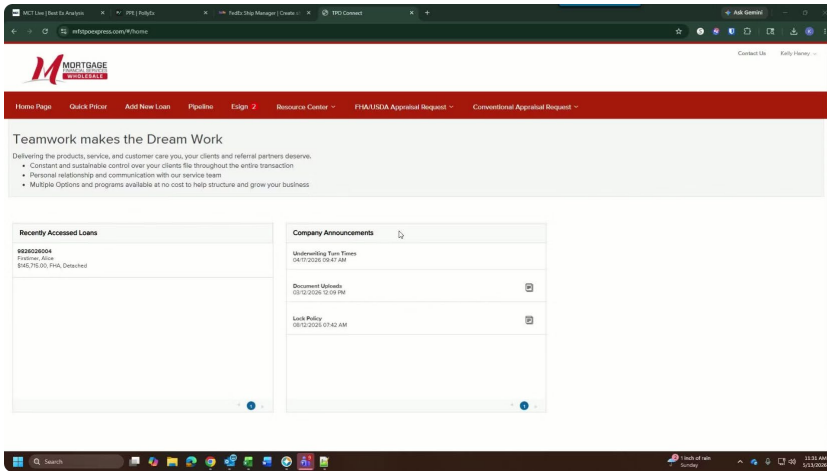 MCT Live | Best Ex Analysis
PPE | PollyEx
FedEx Ship Manager | Create a
TPO Connect
Ask Gemini
mfstpoexpress.com/#/home
Contact Us
Kelly Haney
MORTGAGE
FINANCIAL SERVICES
WHOLESALE
Home Page
Quick Pricer
Add New Loan
Pipeline
Esign 2
Resource Center
FHA/USDA Appraisal Request
Conventional Appraisal Request
Teamwork makes the Dream Work
Delivering the products, service, and customer care you, your clients and referral partners deserve.
• Constant and sustainable control over your clients file throughout the entire transaction
• Personal relationship and communication with our service team
• Multiple Options and programs available at no cost to help structure and grow your business
Recently Accessed Loans
9826026004
Firstimer, Alice
$145,715.00, FHA, Detached
Company Announcements
Underwriting Turn Times
04/17/2026 09:47 AM
Document Uploads
03/12/2026 12:09 PM
Lock Policy
08/12/2026 07:42 AM
1
1
Search
1 inch of rain
Sunday
11:31 AM
5/13/2026